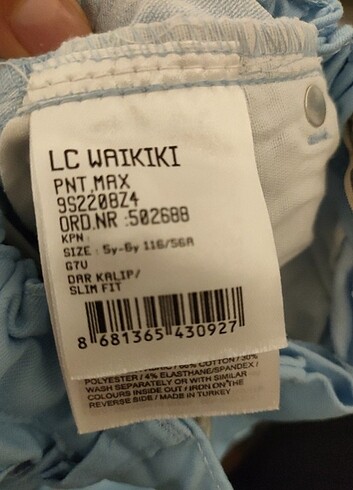 LC WAIKIKI
PNT,MAX
9S2208Z4
ORD.NR :502688
KPN :
SIZE : 5y-6y 116/56A
G7U
DAR KALIP/
SLIM FIT
8 681365 430927
COTTON / 30%
POLYESTER / 4% ELASTHANE/SPANDEX /
WASH SEPARATELY OR WITH SIMILAR
COLOURS INSIDE OUT / IRON ON THE
REVERSE SIDE / MADE IN TURKEY